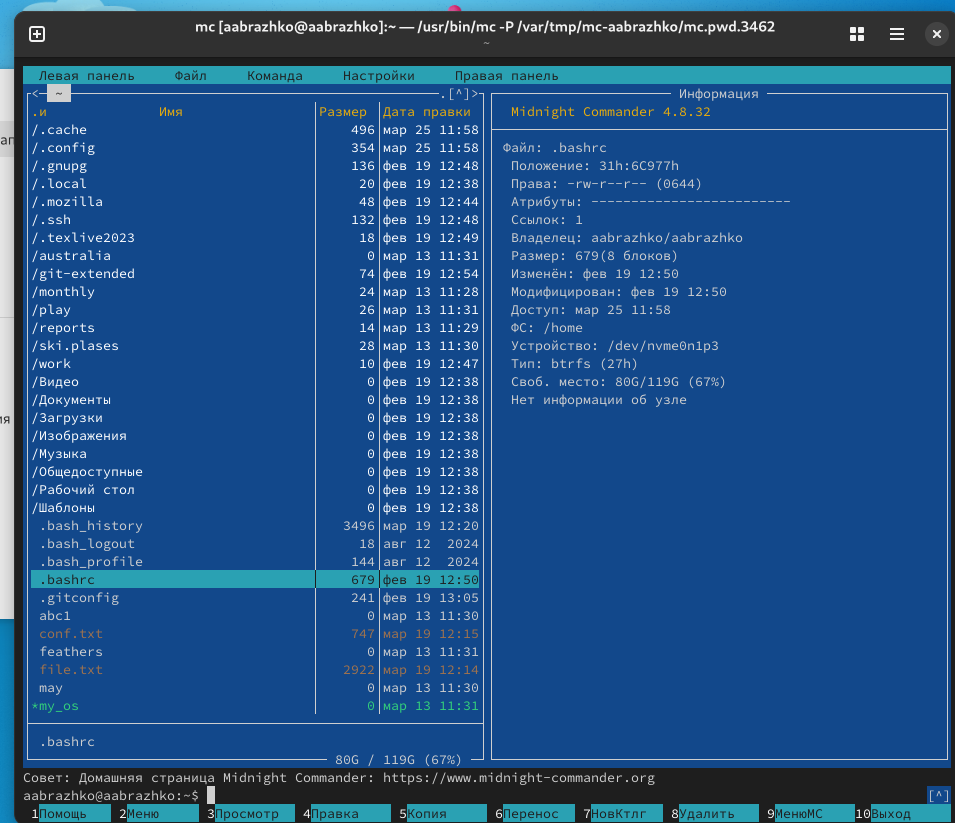 mc [aabrazhko@aabrazhko]:~ — /usr/bin/mc -P /var/tmp/mc-aabrazhko/mc.pwd.3462
~
Левая панель Файл Команда Настройки Правая панель
<─ ~ ─.[^]>
.и Имя Размер Дата правки
/.cache 496 мар 25 11:58
/.config 354 мар 25 11:58
/.gnupg 136 фев 19 12:48
/.local 20 фев 19 12:38
/.mozilla 48 фев 19 12:44
/.ssh 132 фев 19 12:48
/.texlive2023 18 фев 19 12:49
/australia 0 мар 13 11:31
/git-extended 74 фев 19 12:54
/monthly 24 мар 13 11:28
/play 26 мар 13 11:31
/reports 14 мар 13 11:29
/ski.plases 28 мар 13 11:30
/work 10 фев 19 12:47
/Видео 0 фев 19 12:38
/Документы 0 фев 19 12:38
/Загрузки 0 фев 19 12:38
/Изображения 0 фев 19 12:38
/Музыка 0 фев 19 12:38
/Общедоступные 0 фев 19 12:38
/Рабочий стол 0 фев 19 12:38
/Шаблоны 0 фев 19 12:38
.bash_history 3496 мар 19 12:20
.bash_logout 18 авг 12 2024
.bash_profile 144 авг 12 2024
.bashrc 679 фев 19 12:50
.gitconfig 241 фев 19 13:05
abc1 0 мар 13 11:30
conf.txt 747 мар 19 12:15
feathers 0 мар 13 11:31
file.txt 2922 мар 19 12:14
may 0 мар 13 11:30
*my_os 0 мар 13 11:31
.bashrc
80G / 119G (67%)
Информация
Midnight Commander 4.8.32
Файл: .bashrc
Положение: 31h:6C977h
Права: -rw-r--r-- (0644)
Атрибуты: -------------------------
Ссылок: 1
Владелец: aabrazhko/aabrazhko
Размер: 679(8 блоков)
Изменён: фев 19 12:50
Модифицирован: фев 19 12:50
Доступ: мар 25 11:58
ФС: /home
Устройство: /dev/nvme0n1p3
Тип: btrfs (27h)
Своб. место: 80G/119G (67%)
Нет информации об узле
Совет: Домашняя страница Midnight Commander: https://www.midnight-commander.org
aabrazhko@aabrazhko:~$ [^]
1Помощь 2Меню 3Просмотр 4Правка 5Копия 6Перенос 7НовКтлг 8Удалить 9МенюМС 10Выход